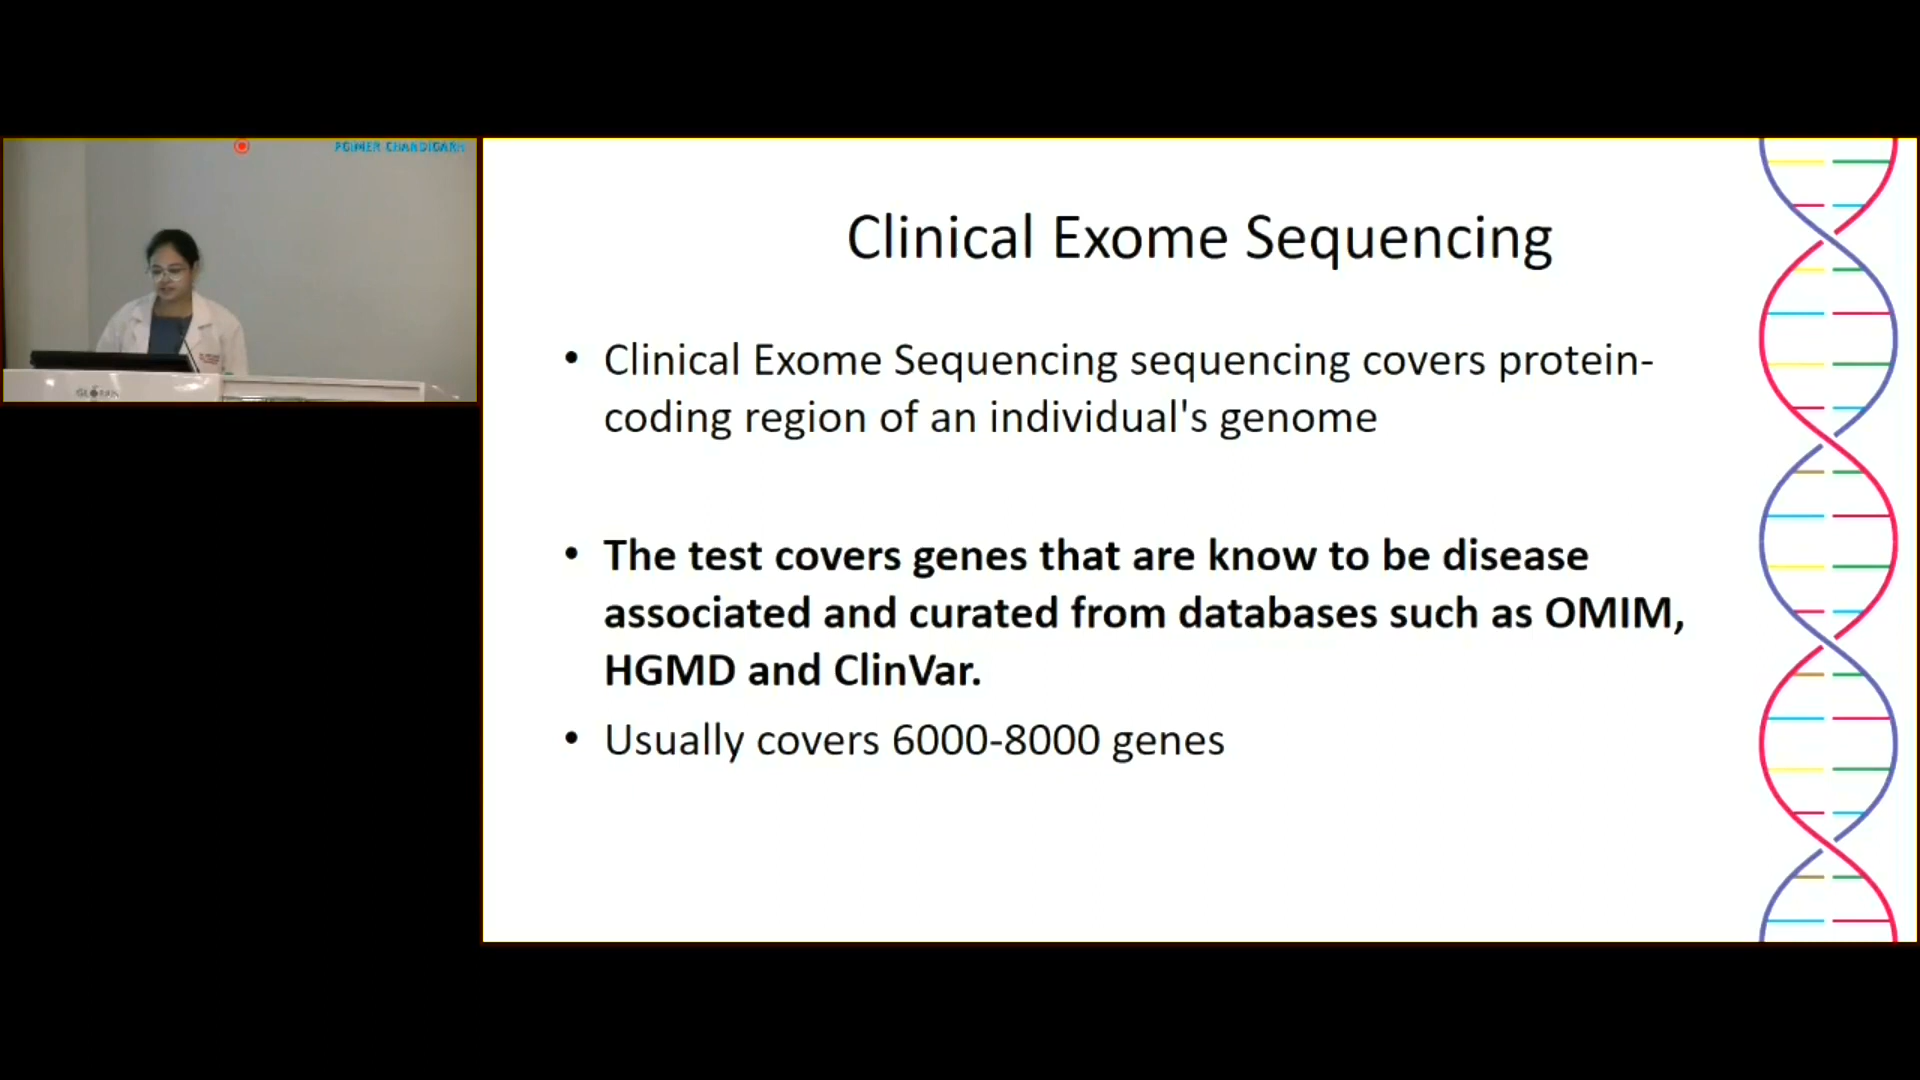 PGIMER CHANDIGARH
Clinical Exome Sequencing
• Clinical Exome Sequencing sequencing covers protein-
coding region of an individual's genome
• The test covers genes that are know to be disease
associated and curated from databases such as OMIM,
HGMD and ClinVar.
• Usually covers 6000-8000 genes